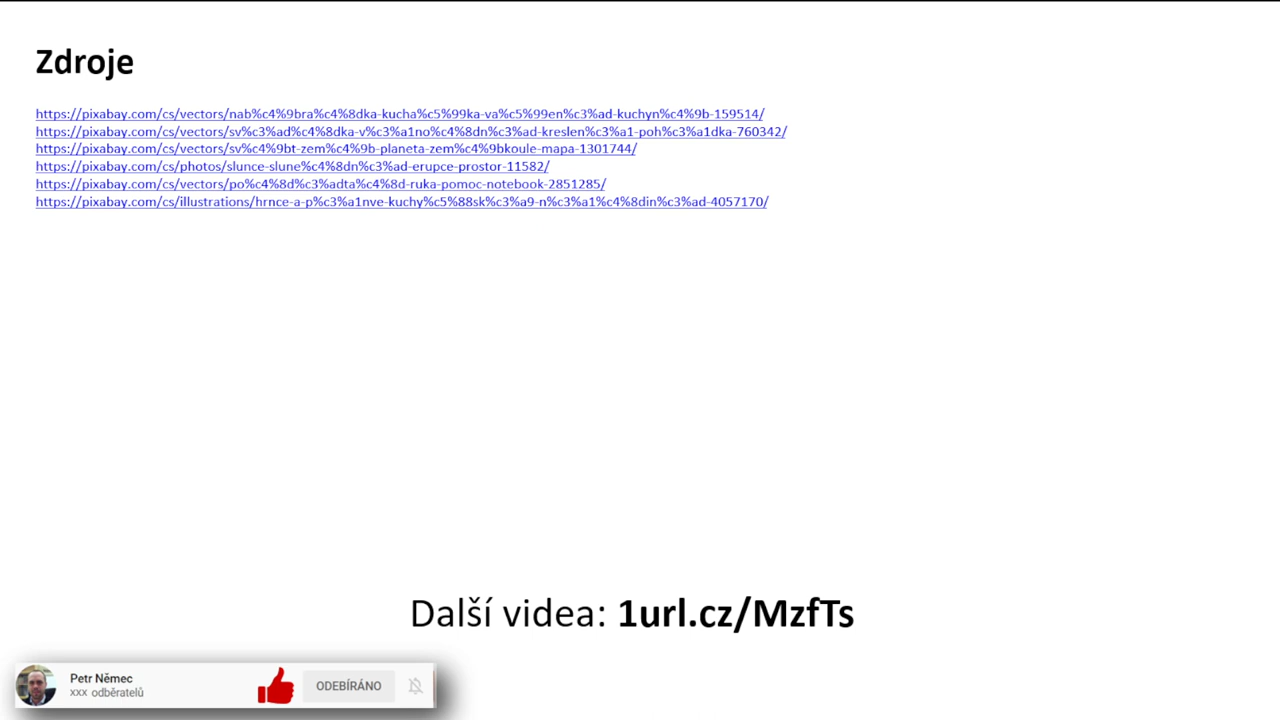 Zdroje
https://pixabay.com/cs/vectors/nab%c4%9bra%c4%8dka-kucha%c5%99ka-va%c5%99en%c3%ad-kuchyn%c4%9b-159514/
https://pixabay.com/cs/vectors/sv%c3%ad%c4%8dka-v%c3%a1no%c4%8dn%c3%ad-kreslen%c3%a1-poh%c3%a1dka-760342/
https://pixabay.com/cs/vectors/sv%c4%9bt-zem%c4%9b-planeta-zem%c4%9bkoule-mapa-1301744/
https://pixabay.com/cs/photos/slunce-slune%c4%8dn%c3%ad-erupce-prostor-11582/
https://pixabay.com/cs/vectors/po%c4%8d%c3%adta%c4%8d-ruka-pomoc-notebook-2851285/
https://pixabay.com/cs/illustrations/hrnce-a-p%c3%a1nve-kuchy%c5%88sk%c3%a9-n%c3%a1%c4%8din%c3%ad-4057170/
Další videa: 1url.cz/MzfTs
Petr Němec
xxx odběratelů
ODEBÍRÁNO